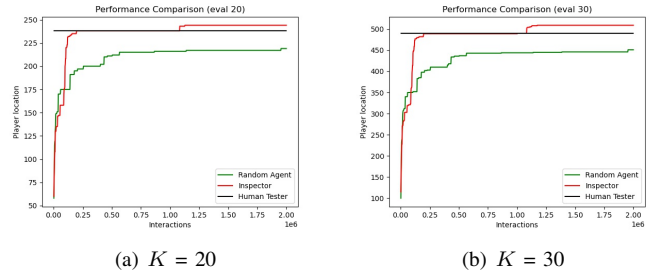 Performance Comparison (eval 20)
250
225
200
175
150
125
100
75
50
Player location
0.00 0.25 0.50 0.75 1.00 1.25 1.50 1.75 2.00
Interactions
1e6
Random Agent
Inspector
Human Tester
(a) K = 20
Performance Comparison (eval 30)
500
450
400
350
300
250
200
150
100
Player location
0.00 0.25 0.50 0.75 1.00 1.25 1.50 1.75 2.00
Interactions
1e6
Random Agent
Inspector
Human Tester
(b) K = 30